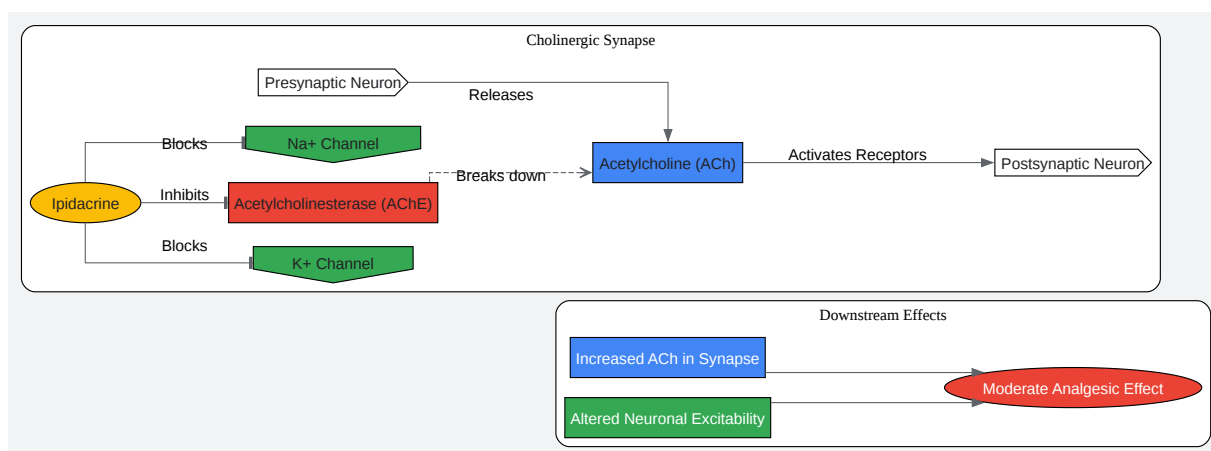 Cholinergic Synapse
Presynaptic Neuron
Releases
Blocks
Na+ Channel
Acetylcholine (ACh)
Activates Receptors
Postsynaptic Neuron
Breaks down
Ipidacrine
Inhibits
Acetylcholinesterase (AChE)
Blocks
K+ Channel
Downstream Effects
Increased ACh in Synapse
Moderate Analgesic Effect
Altered Neuronal Excitability